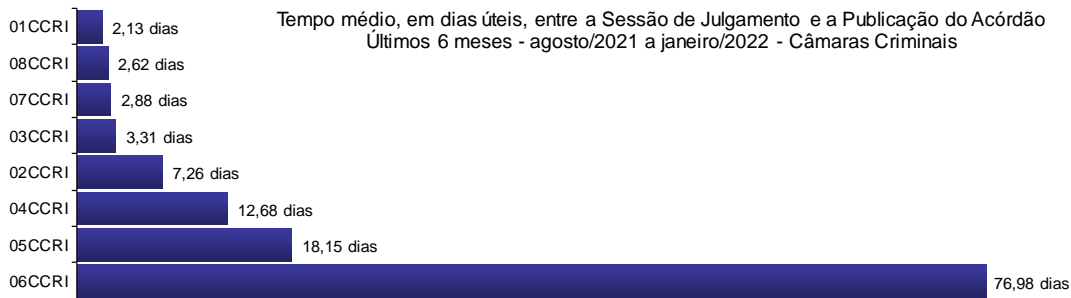 Tempo médio, em dias úteis, entre a Sessão de Julgamento e a Publicação do Acórdão
Últimos 6 meses - agosto/2021 a janeiro/2022 - Câmaras Criminais
01CCRI 2,13 dias
08CCRI 2,62 dias
07CCRI 2,88 dias
03CCRI 3,31 dias
02CCRI 7,26 dias
04CCRI 12,68 dias
05CCRI 18,15 dias
06CCRI 76,98 dias